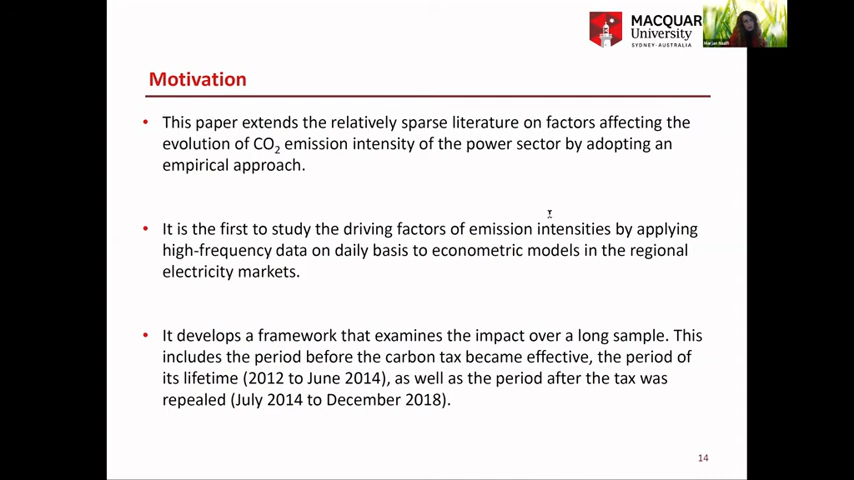 MACQUAR
University
SYDNEY·AUSTRALIA
Motivation
• This paper extends the relatively sparse literature on factors affecting the
evolution of CO2 emission intensity of the power sector by adopting an
empirical approach.
• It is the first to study the driving factors of emission intensities by applying
high-frequency data on daily basis to econometric models in the regional
electricity markets.
• It develops a framework that examines the impact over a long sample. This
includes the period before the carbon tax became effective, the period of
its lifetime (2012 to June 2014), as well as the period after the tax was
repealed (July 2014 to December 2018).
14